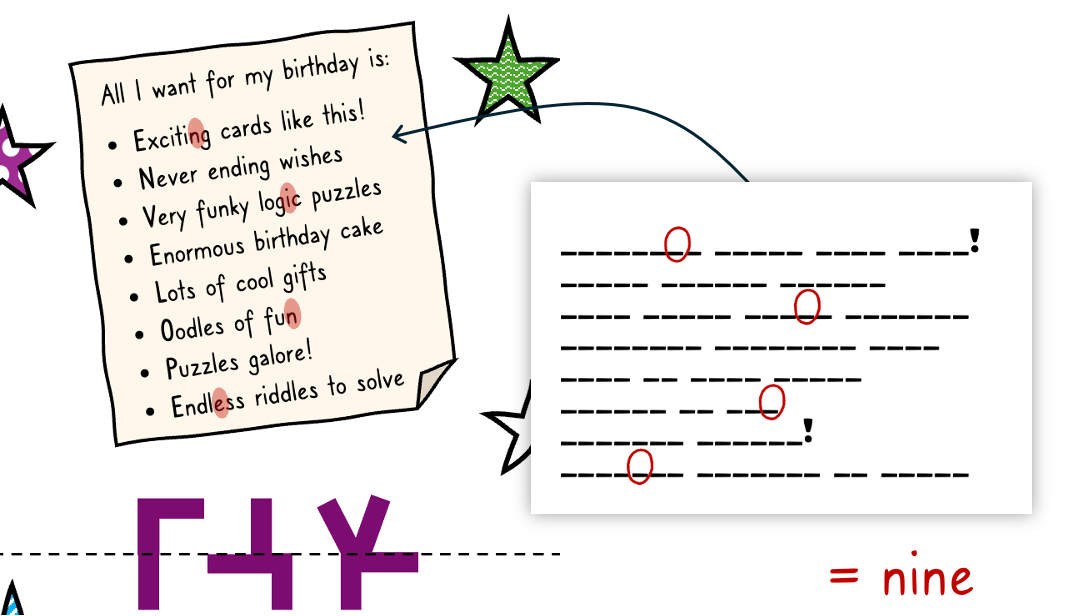 All I want for my birthday is:
• Exciting cards like this!
• Never ending wishes
• Very funky logic puzzles
• Enormous birthday cake
• Lots of cool gifts
• Oodles of fun
• Puzzles galore!
• Endless riddles to solve
_______ _____ ____ ____!
_____ ______ ______
____ _____ _____ _______
________ ________ ____
____ __ ____ _____
______ __ ___
_______ ______!
_______ _______ __ _____
= nine